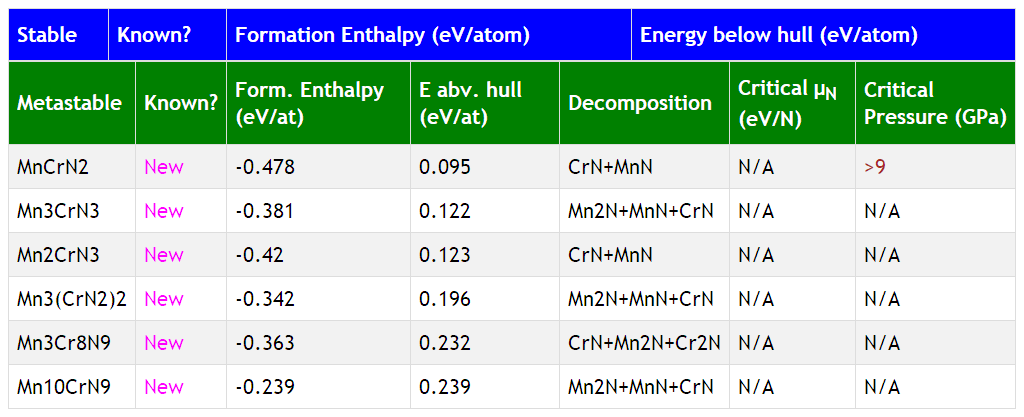 Stable Known? Formation Enthalpy (eV/atom) Energy below hull (eV/atom)
Metastable Known? Form. Enthalpy (eV/at) E abv. hull (eV/at) Decomposition Critical μN (eV/N) Critical Pressure (GPa)
MnCrN2 New -0.478 0.095 CrN+MnN N/A >9
Mn3CrN3 New -0.381 0.122 Mn2N+MnN+CrN N/A N/A
Mn2CrN3 New -0.42 0.123 CrN+MnN N/A N/A
Mn3(CrN2)2 New -0.342 0.196 Mn2N+MnN+CrN N/A N/A
Mn3Cr8N9 New -0.363 0.232 CrN+Mn2N+Cr2N N/A N/A
Mn10CrN9 New -0.239 0.239 Mn2N+MnN+CrN N/A N/A